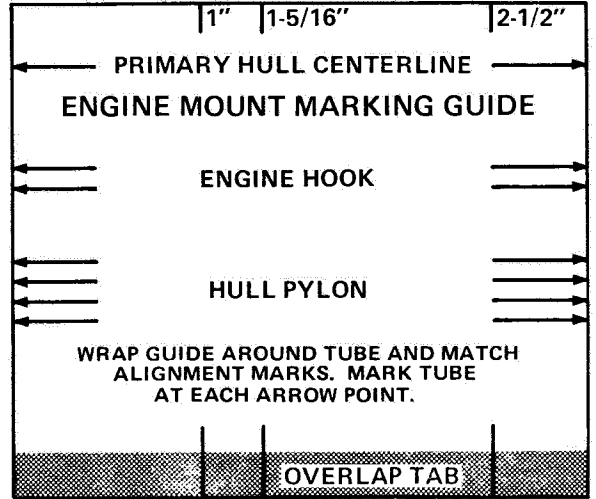 1" 1-5/16" 2-1/2"
PRIMARY HULL CENTERLINE
ENGINE MOUNT MARKING GUIDE
ENGINE HOOK
HULL PYLON
WRAP GUIDE AROUND TUBE AND MATCH
ALIGNMENT MARKS. MARK TUBE
AT EACH ARROW POINT.
OVERLAP TAB